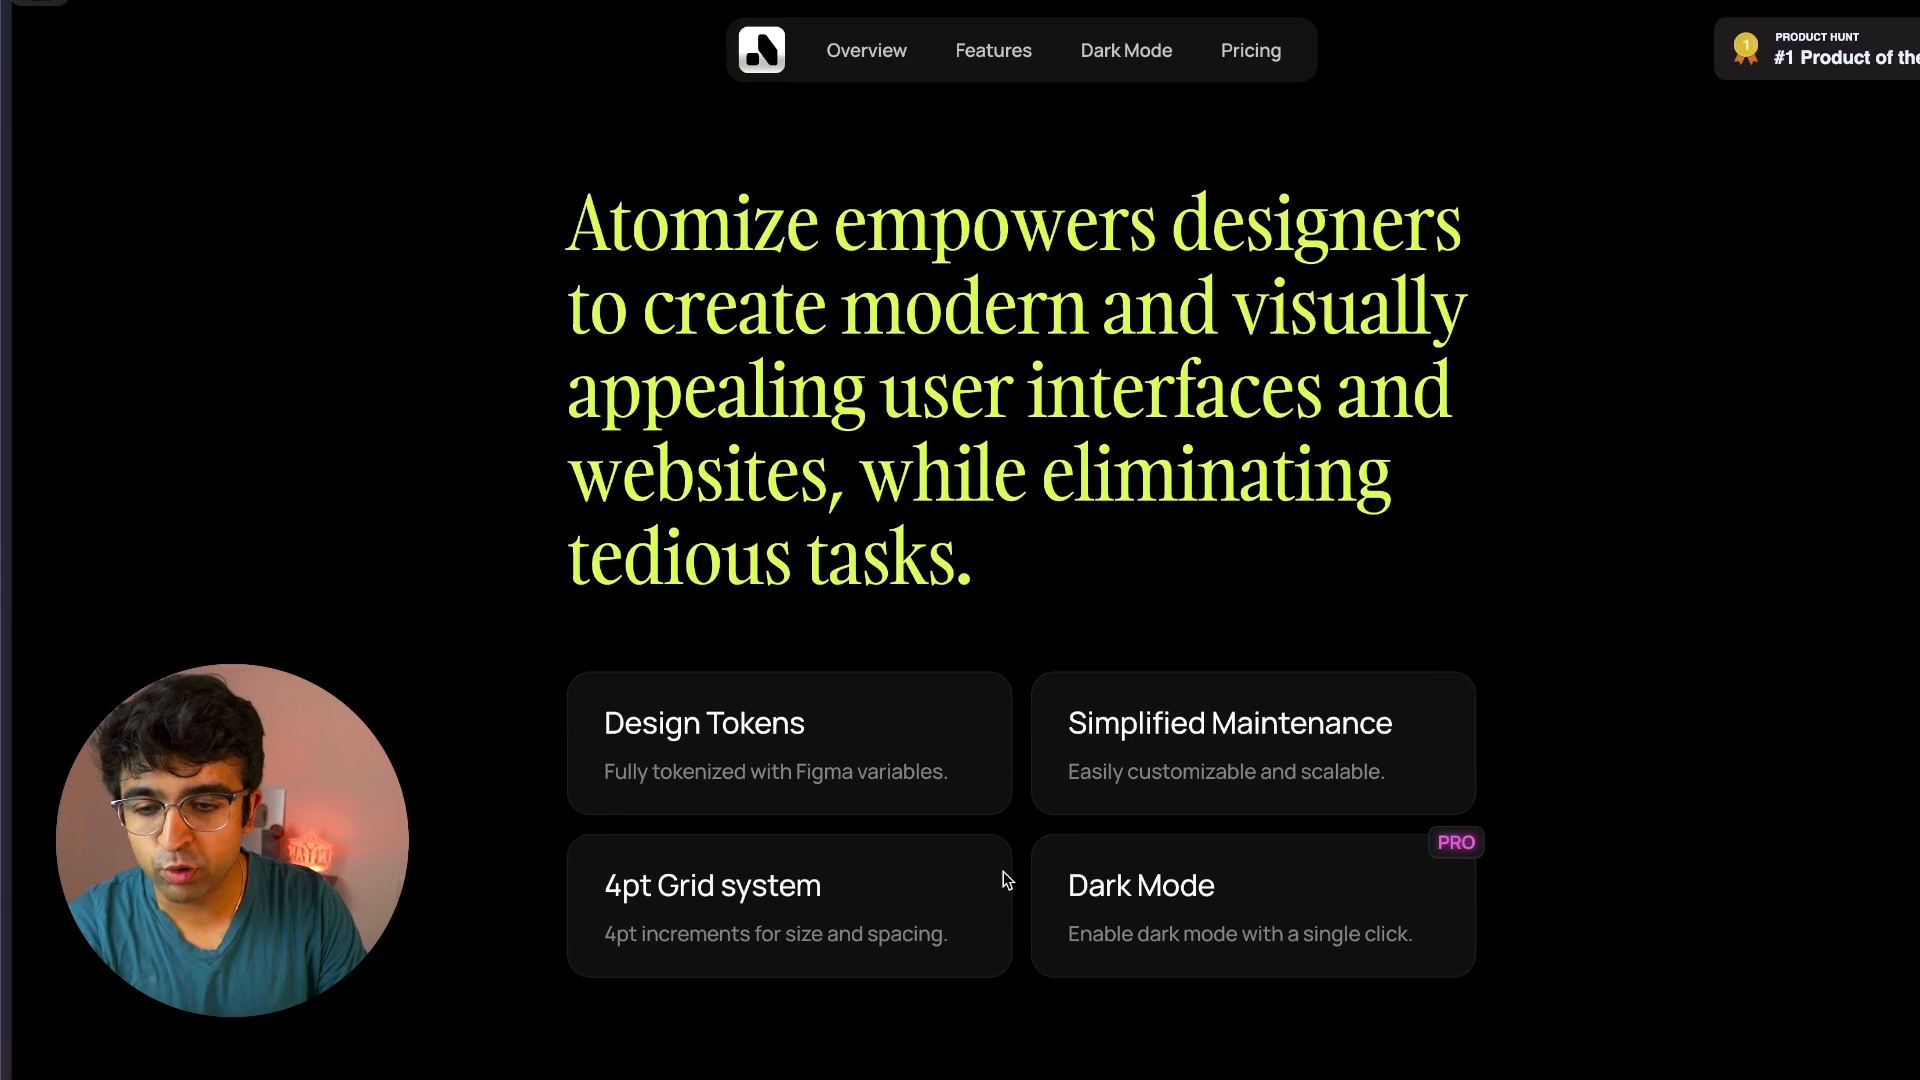 Overview Features Dark Mode Pricing
PRODUCT HUNT
#1 Product of the
Atomize empowers designers
to create modern and visually
appealing user interfaces and
websites, while eliminating
tedious tasks.
Design Tokens
Fully tokenized with Figma variables.
Simplified Maintenance
Easily customizable and scalable.
4pt Grid system
4pt increments for size and spacing.
PRO
Dark Mode
Enable dark mode with a single click.